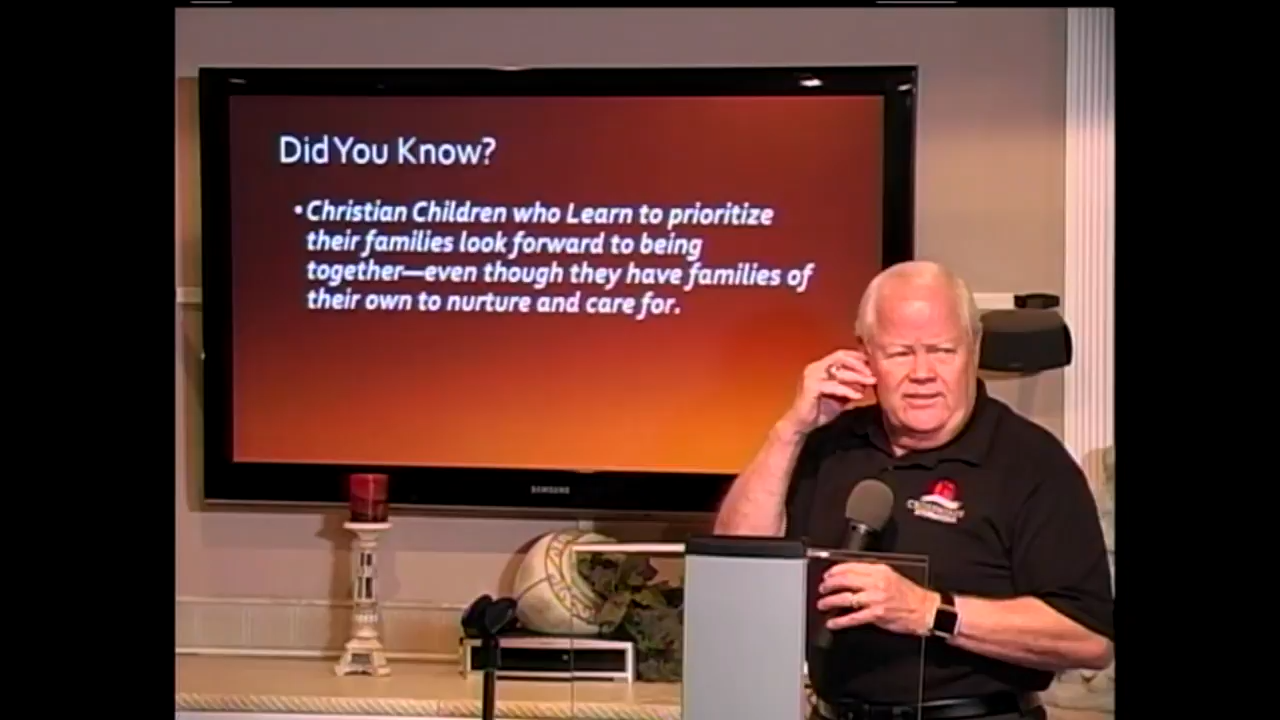 Did You Know?
• Christian Children who Learn to prioritize
their families look forward to being
together—even though they have families of
their own to nurture and care for.
SAMSUNG